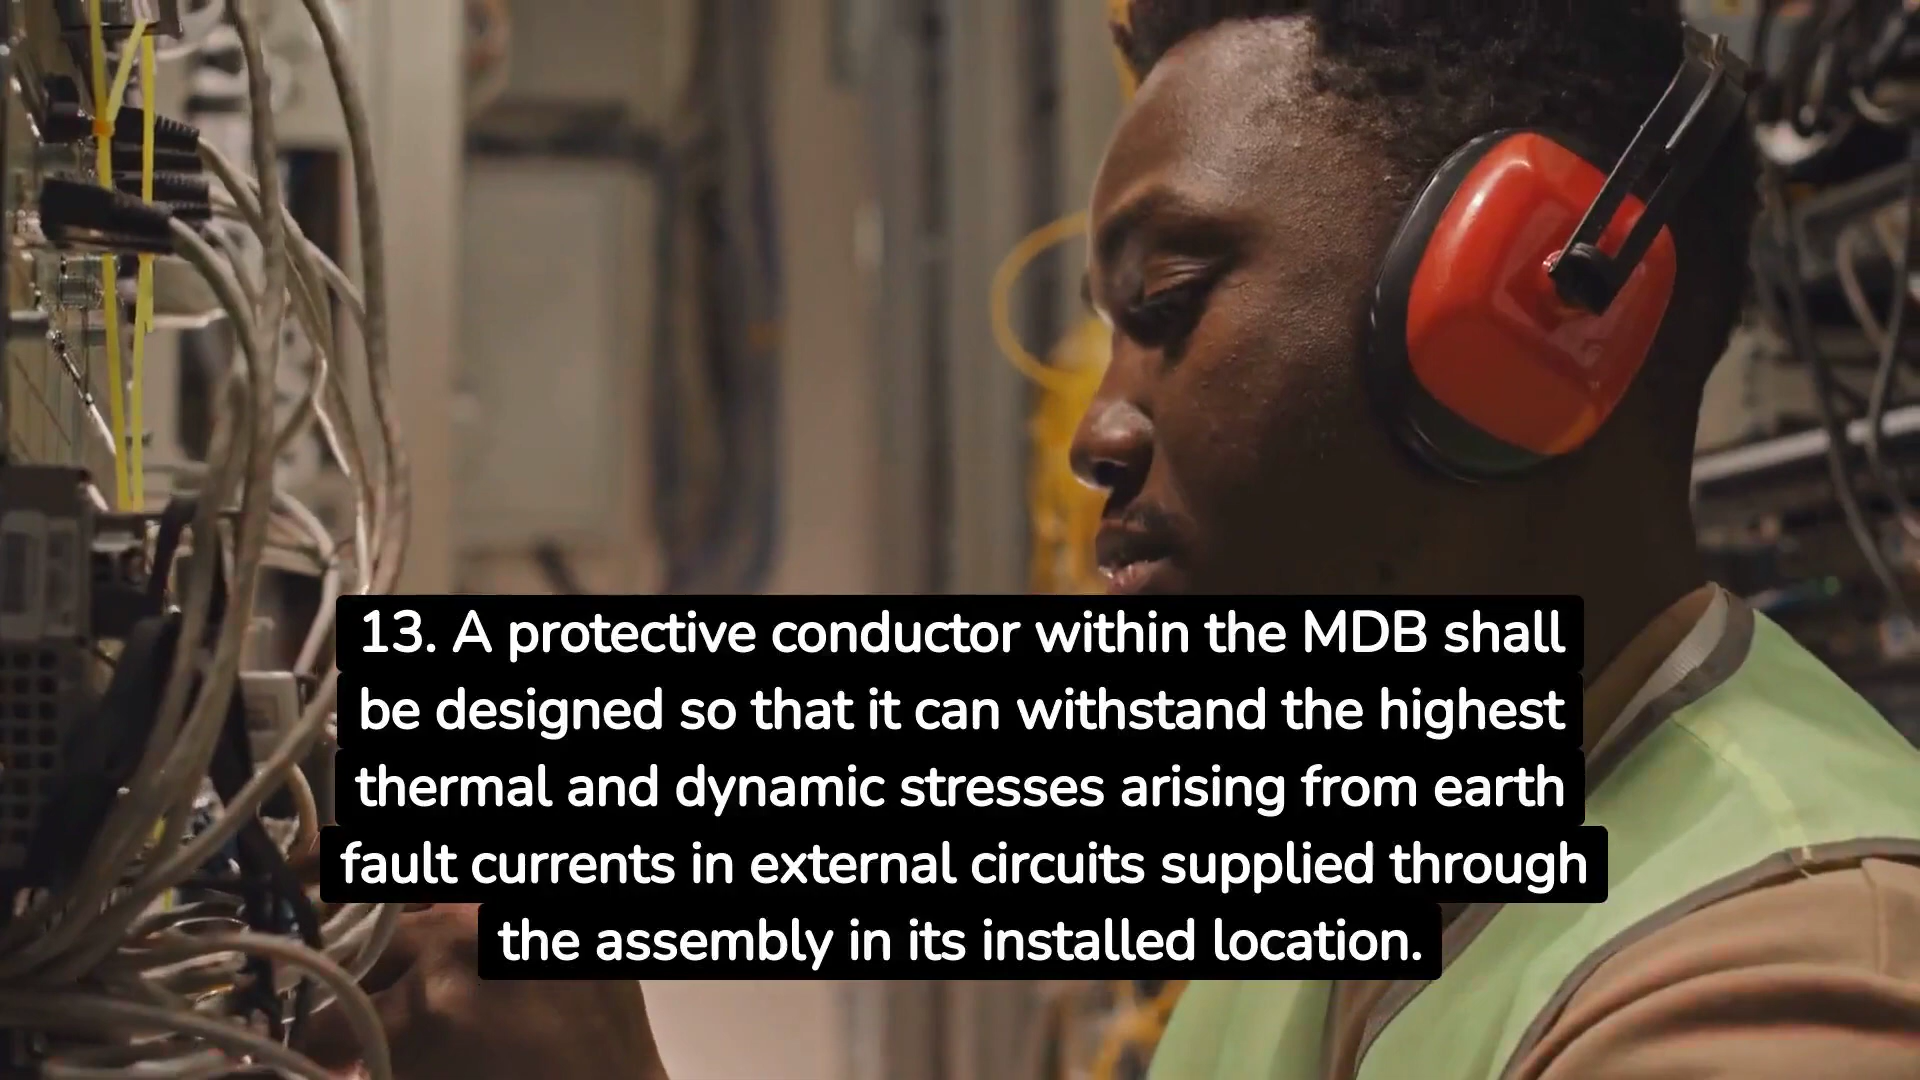 13. A protective conductor within the MDB shall
be designed so that it can withstand the highest
thermal and dynamic stresses arising from earth
fault currents in external circuits supplied through
the assembly in its installed location.